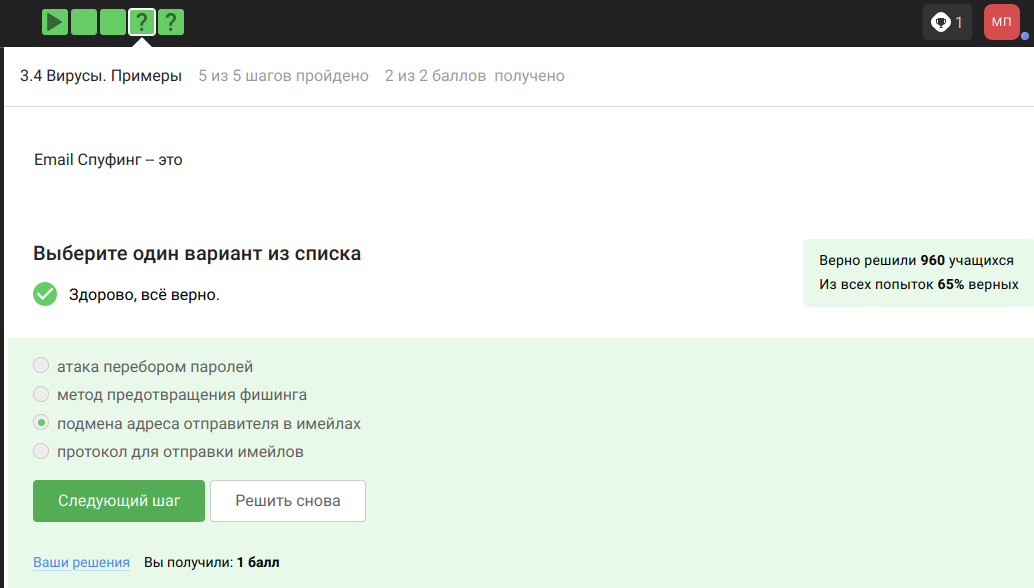 ? ? 1 МП
3.4 Вирусы. Примеры 5 из 5 шагов пройдено 2 из 2 баллов получено
Email Спуфинг -- это
Выберите один вариант из списка
Здорово, всё верно.
Верно решили 960 учащихся
Из всех попыток 65% верных
атака перебором паролей
метод предотвращения фишинга
подмена адреса отправителя в имейлах
протокол для отправки имейлов
Следующий шаг Решить снова
Ваши решения Вы получили: 1 балл